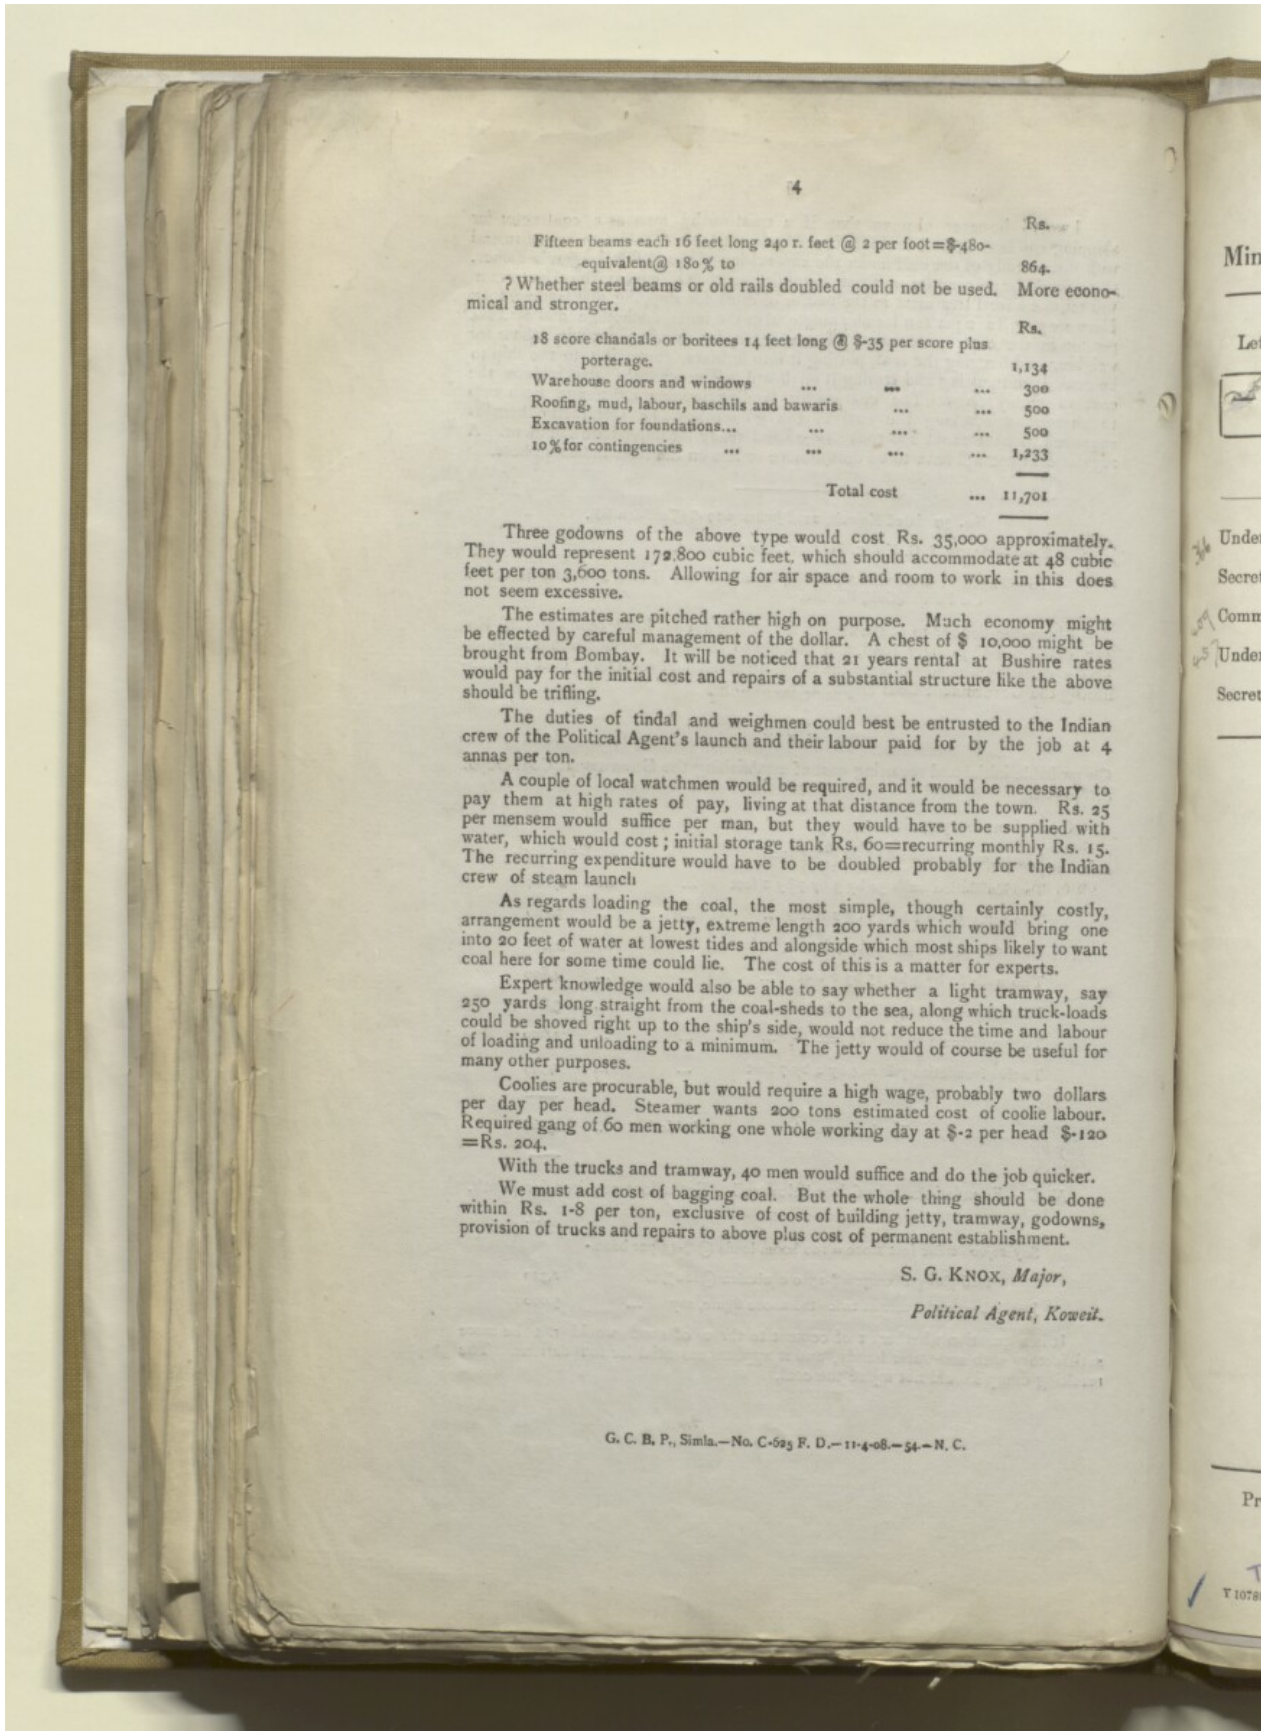 4
Rs.
Fifteen beams each 16 feet long 240 r. feet @ 2 per foot=$-480-
equivalent@ 180% to 864.
? Whether steel beams or old rails doubled could not be used. More econo-
mical and stronger.
Rs.
18 score chandals or boritees 14 feet long @ $-35 per score plus
porterage. 1,134
Warehouse doors and windows ... ... ... 300
Roofing, mud, labour, baschils and bawaris ... ... 500
Excavation for foundations... ... ... ... 500
10% for contingencies ... ... ... ... 1,233
Total cost ... 11,701
Three godowns of the above type would cost Rs. 35,000 approximately.
They would represent 172,800 cubic feet, which should accommodate at 48 cubic
feet per ton 3,600 tons. Allowing for air space and room to work in this does
not seem excessive.
The estimates are pitched rather high on purpose. Much economy might
be effected by careful management of the dollar. A chest of $ 10,000 might be
brought from Bombay. It will be noticed that 21 years rental at Bushire rates
would pay for the initial cost and repairs of a substantial structure like the above
should be trifling.
The duties of tindal and weighmen could best be entrusted to the Indian
crew of the Political Agent's launch and their labour paid for by the job at 4
annas per ton.
A couple of local watchmen would be required, and it would be necessary to
pay them at high rates of pay, living at that distance from the town. Rs. 25
per mensem would suffice per man, but they would have to be supplied with
water, which would cost ; initial storage tank Rs. 60=recurring monthly Rs. 15.
The recurring expenditure would have to be doubled probably for the Indian
crew of steam launch
As regards loading the coal, the most simple, though certainly costly,
arrangement would be a jetty, extreme length 200 yards which would bring one
into 20 feet of water at lowest tides and alongside which most ships likely to want
coal here for some time could lie. The cost of this is a matter for experts.
Expert knowledge would also be able to say whether a light tramway, say
250 yards long straight from the coal-sheds to the sea, along which truck-loads
could be shoved right up to the ship's side, would not reduce the time and labour
of loading and unloading to a minimum. The jetty would of course be useful for
many other purposes.
Coolies are procurable, but would require a high wage, probably two dollars
per day per head. Steamer wants 200 tons estimated cost of coolie labour.
Required gang of 60 men working one whole working day at $-2 per head $-120
=Rs. 204.
With the trucks and tramway, 40 men would suffice and do the job quicker.
We must add cost of bagging coal. But the whole thing should be done
within Rs. 1-8 per ton, exclusive of cost of building jetty, tramway, godowns,
provision of trucks and repairs to above plus cost of permanent establishment.
S. G. KNOX, Major,
Political Agent, Koweit.
G. C. B. P., Simla.—No. C-625 F. D.—11-4-08.—54.—N. C.
Min
Let
Under
Secret
Comm
Under
Secret
Pr
T
Y 1078